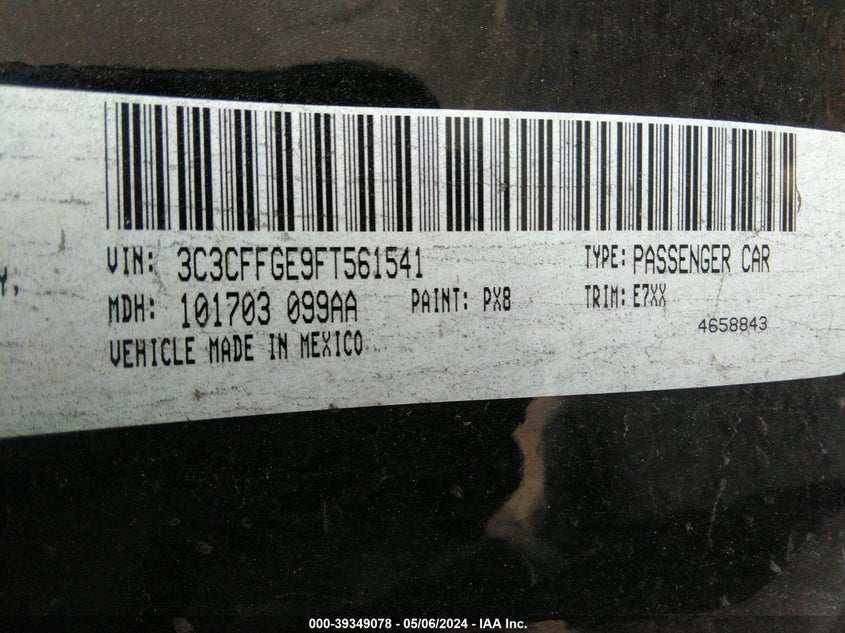 VIN: 3C3CFFGE9FT561541 TYPE: PASSENGER CAR
MDH: 101703 099AA PAINT: PX8 TRIM: E7XX
4658843
VEHICLE MADE IN MEXICO
000-39349078 - 05/06/2024 - IAA Inc.